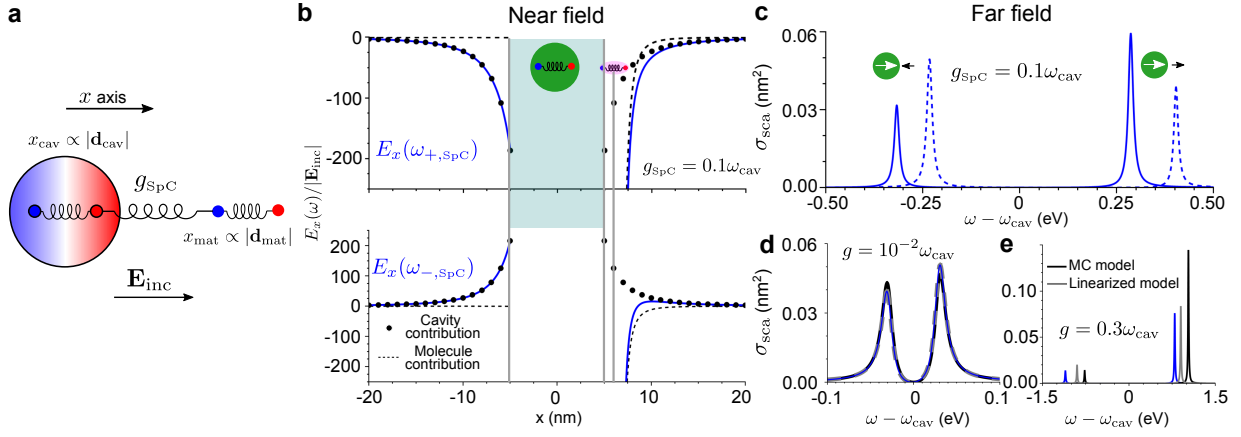 a
x axis
x_cav ∝ |d_cav|
g_SpC
x_mat ∝ |d_mat|
E_inc
b
Near field
E_x(ω)/|E_inc|
0
-100
-200
E_x(ω_+,SpC)
g_SpC = 0.1ω_cav
200
100
0
-100
-200
E_x(ω_−,SpC)
Cavity
contribution
Molecule
contribution
-20
-10
0
10
20
x (nm)
c
Far field
σ_sca (nm²)
0.06
0.03
0.00
g_SpC = 0.1ω_cav
-0.50
-0.25
0
0.25
0.50
ω − ω_cav (eV)
d
σ_sca (nm²)
0.06
0.03
0.00
g = 10⁻²ω_cav
-0.1
0.0
0.1
ω − ω_cav (eV)
e
0.10
0.05
0.00
MC model
Linearized model
g = 0.3ω_cav
-1.5
0
1.5
ω − ω_cav (eV)